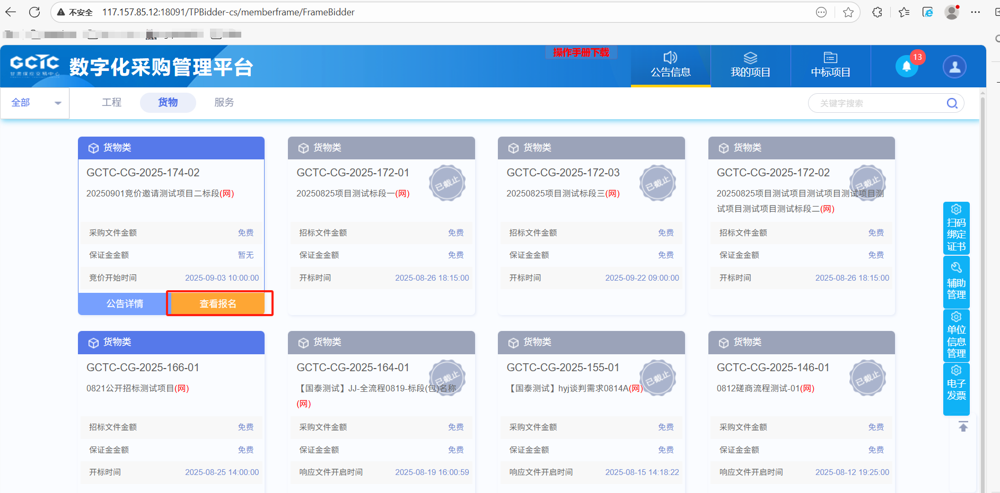 不安全 117.157.85.12:18091/TPBidder-cs/memberframe/FrameBidder
GCTC
甘肃煤炭交易中心
数字化采购管理平台
操作手册下载
公告信息
我的项目
中标项目
13
全部
工程
货物
服务
关键字搜索
货物类
GCTC-CG-2025-174-02
20250901竞价邀请测试项目二标段(网)
采购文件金额 免费
保证金金额 暂无
竞价开始时间 2025-09-03 10:00:00
公告详情 查看报名
货物类
GCTC-CG-2025-172-01
已截止
20250825项目测试标段一(网)
招标文件金额 免费
保证金金额 免费
开标时间 2025-08-26 18:15:00
货物类
GCTC-CG-2025-172-03
已截止
20250825项目测试标段三(网)
招标文件金额 免费
保证金金额 免费
开标时间 2025-09-22 09:00:00
货物类
GCTC-CG-2025-172-02
已截止
20250825项目测试项目测试项目测试项目测
试项目测试项目测试标段二(网)
招标文件金额 免费
保证金金额 免费
开标时间 2025-08-26 18:15:00
货物类
GCTC-CG-2025-166-01
0821公开招标测试项目(网)
招标文件金额 免费
保证金金额 免费
开标时间 2025-08-25 14:00:00
货物类
GCTC-CG-2025-164-01
已截止
【国泰测试】JJ-全流程0819-标段(包)名称
(网)
采购文件金额 免费
保证金金额 免费
响应文件开启时间 2025-08-19 16:00:59
货物类
GCTC-CG-2025-155-01
已截止
【国泰测试】hyj谈判需求0814A(网)
采购文件金额 免费
保证金金额 免费
响应文件开启时间 2025-08-15 14:18:22
货物类
GCTC-CG-2025-146-01
已截止
0812磋商流程测试-01(网)
采购文件金额 免费
保证金金额 免费
响应文件开启时间 2025-08-12 19:25:00
扫码
绑定
证书
辅助
管理
单位
信息
管理
电子
发票